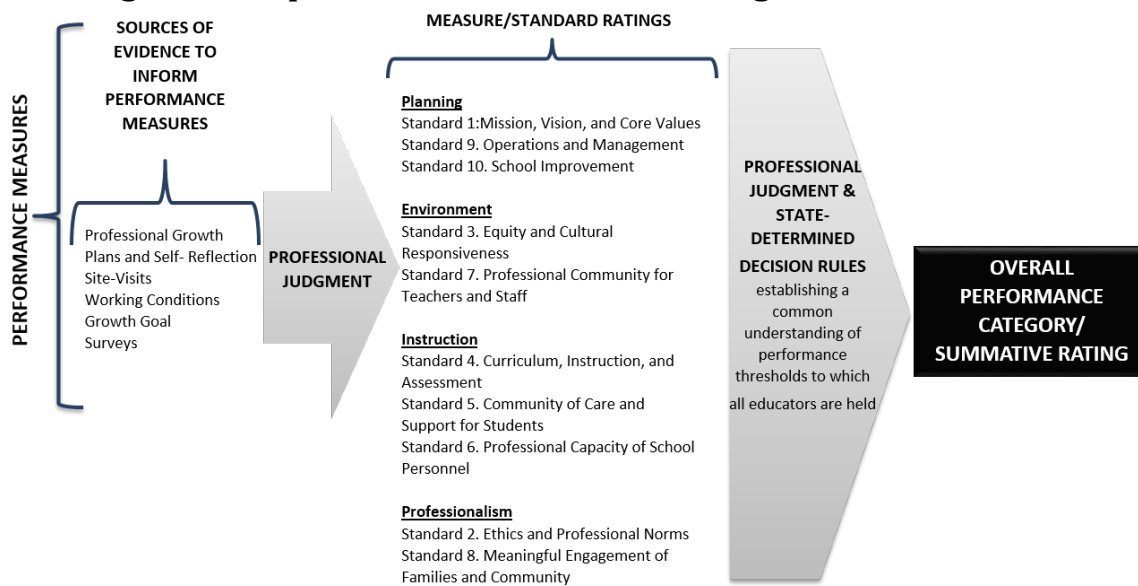 MEASURE/STANDARD RATINGS
SOURCES OF
EVIDENCE TO
INFORM
PERFORMANCE
MEASURES
PERFORMANCE MEASURES
Professional Growth
Plans and Self- Reflection
Site-Visits
Working Conditions
Growth Goal
Surveys
PROFESSIONAL
JUDGMENT
Planning
Standard 1:Mission, Vision, and Core Values
Standard 9. Operations and Management
Standard 10. School Improvement
Environment
Standard 3. Equity and Cultural
Responsiveness
Standard 7. Professional Community for
Teachers and Staff
Instruction
Standard 4. Curriculum, Instruction, and
Assessment
Standard 5. Community of Care and
Support for Students
Standard 6. Professional Capacity of School
Personnel
Professionalism
Standard 2. Ethics and Professional Norms
Standard 8. Meaningful Engagement of
Families and Community
PROFESSIONAL
JUDGMENT &
STATE-
DETERMINED
DECISION RULES
establishing a
common
understanding of
performance
thresholds to which
all educators are held
OVERALL
PERFORMANCE
CATEGORY/
SUMMATIVE RATING